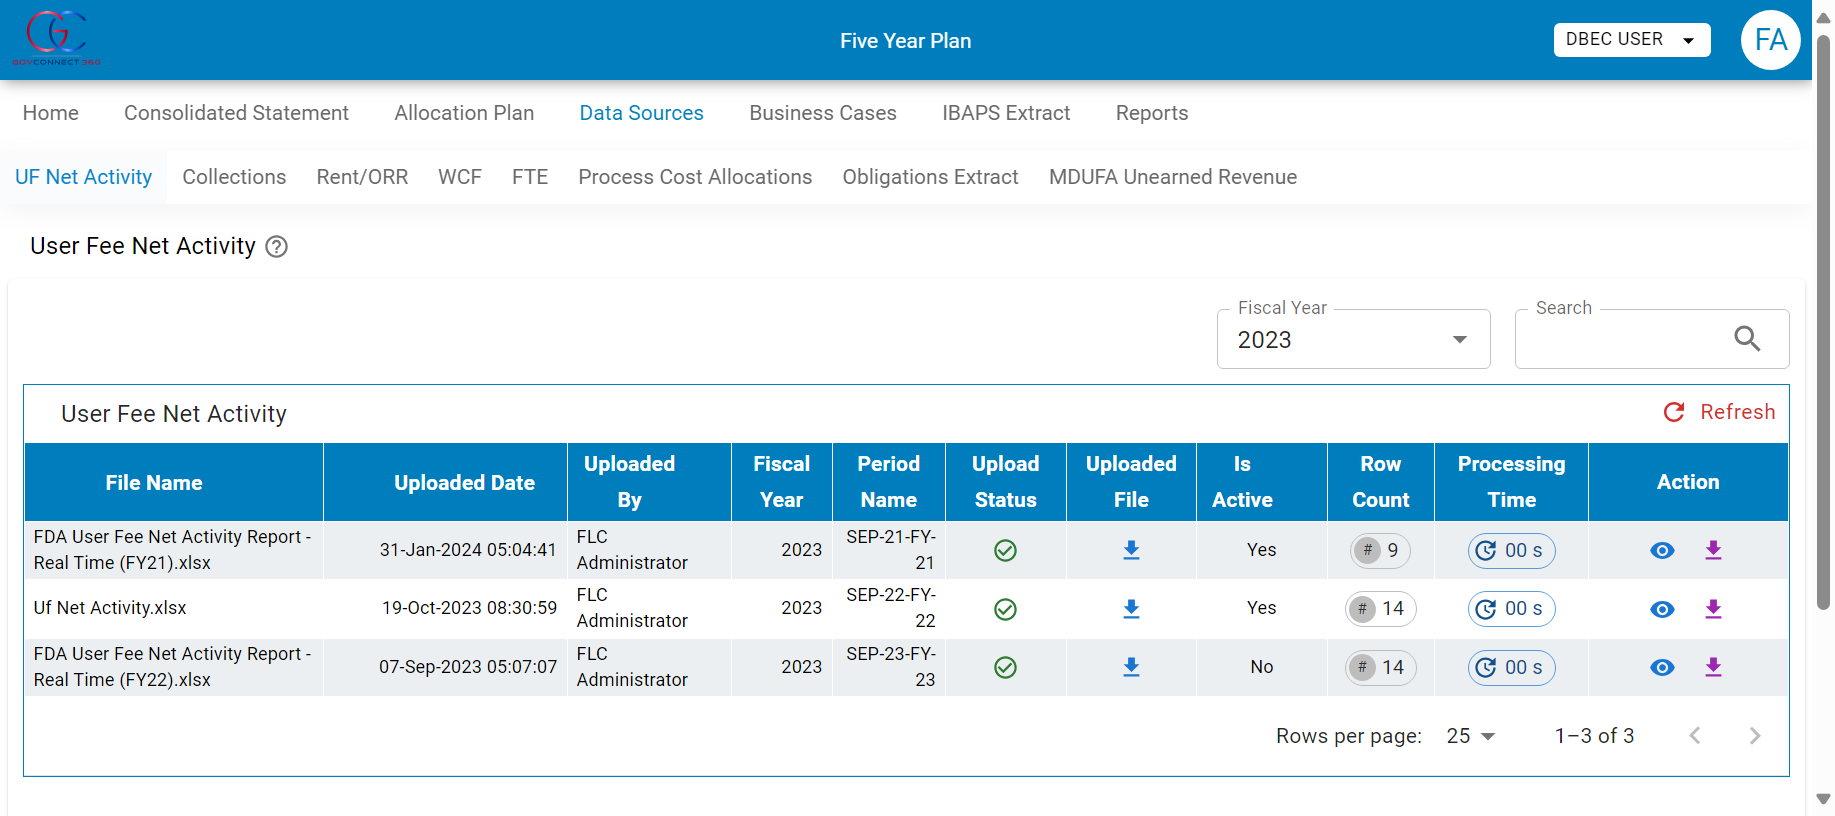 GOVCONNECT 360
Five Year Plan
DBEC USER
FA
Home Consolidated Statement Allocation Plan Data Sources Business Cases IBAPS Extract Reports
UF Net Activity Collections Rent/ORR WCF FTE Process Cost Allocations Obligations Extract MDUFA Unearned Revenue
User Fee Net Activity ?
Fiscal Year
2023
Search
User Fee Net Activity
Refresh
File Name Uploaded Date Uploaded By Fiscal Year Period Name Upload Status Uploaded File Is Active Row Count Processing Time Action
FDA User Fee Net Activity Report - Real Time (FY21).xlsx 31-Jan-2024 05:04:41 FLC Administrator 2023 SEP-21-FY-21 Yes # 9 00 s
Uf Net Activity.xlsx 19-Oct-2023 08:30:59 FLC Administrator 2023 SEP-22-FY-22 Yes # 14 00 s
FDA User Fee Net Activity Report - Real Time (FY22).xlsx 07-Sep-2023 05:07:07 FLC Administrator 2023 SEP-23-FY-23 No # 14 00 s
Rows per page: 25 1–3 of 3